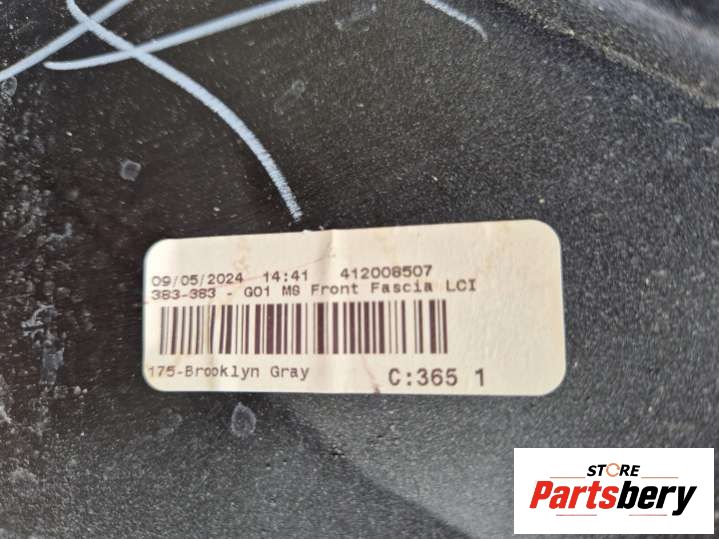 09/05/2024 14:41 412008507
383-383 - G01 MG Front Fascia LCI
175-Brooklyn Gray C:365 1
STORE
Partsbery